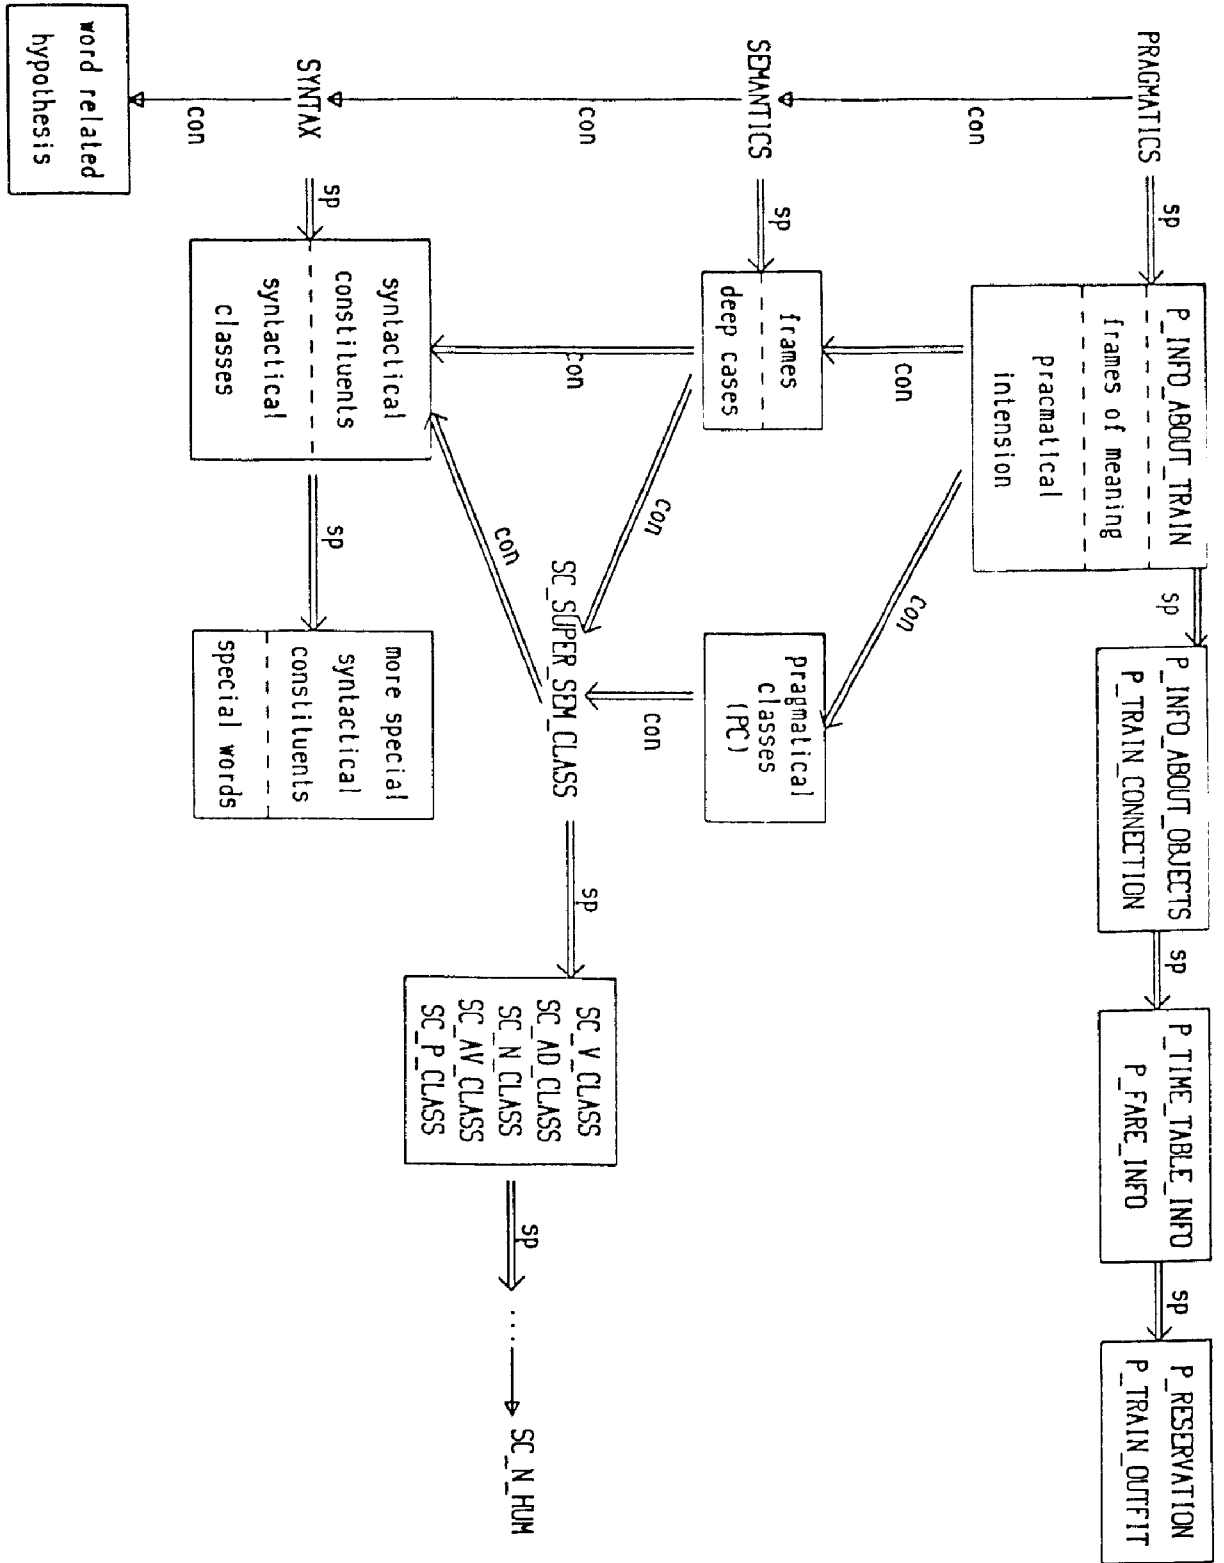 PRAGMATICS
sp
P_INFO_ABOUT_TRAIN
frames of meaning
pracmatical
intension
sp
P_INFO_ABOUT_OBJECTS
P_TRAIN_CONNECTION
sp
P_TIME_TABLE_INFO
P_FARE_INFO
sp
P_RESERVATION
P_TRAIN_OUTFIT
con
con
con
SEMANTICS
sp
frames
deep cases
pragmatical
classes
(PC)
con
con
con
con
con
SC_SUPER_SEM_CLASS
sp
SC_V_CLASS
SC_AD_CLASS
SC_N_CLASS
SC_AV_CLASS
SC_P_CLASS
sp
....
SC_N_HUM
SYNTAX
sp
syntactical
constituents
syntactical
classes
sp
more special
syntactical
constituents
special words
con
word related
hypothesis